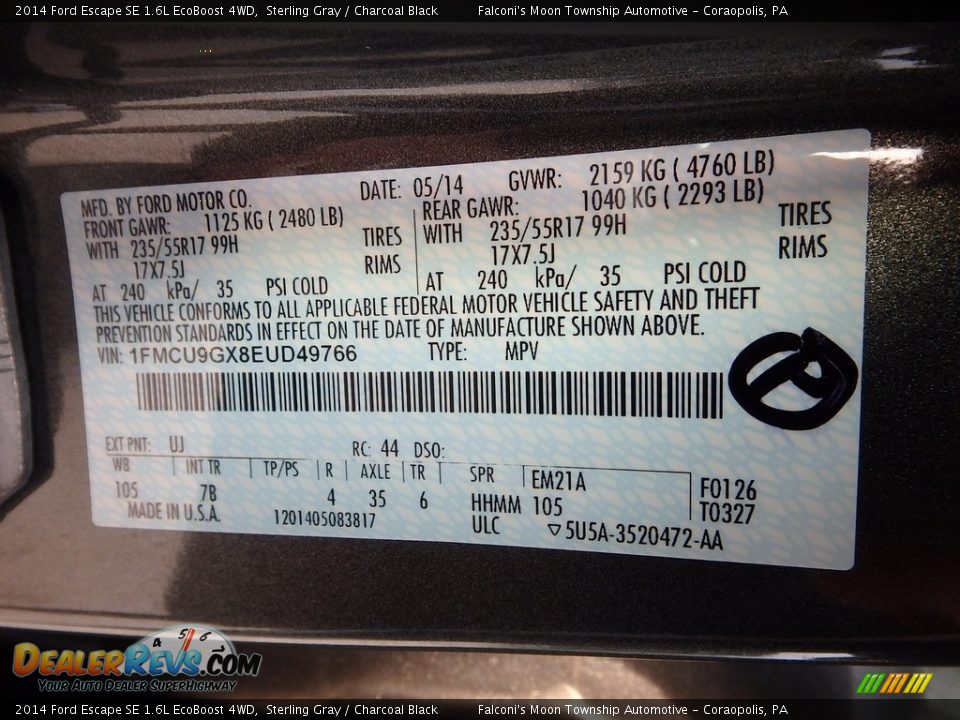 2014 Ford Escape SE 1.6L EcoBoost 4WD, Sterling Gray / Charcoal Black Falconi's Moon Township Automotive - Coraopolis, PA
MFD. BY FORD MOTOR CO. DATE: 05/14 GVWR: 2159 KG ( 4760 LB)
FRONT GAWR: 1125 KG ( 2480 LB) REAR GAWR: 1040 KG ( 2293 LB)
WITH 235/55R17 99H TIRES WITH 235/55R17 99H TIRES
17X7.5J RIMS 17X7.5J RIMS
AT 240 kPa/ 35 PSI COLD AT 240 kPa/ 35 PSI COLD
THIS VEHICLE CONFORMS TO ALL APPLICABLE FEDERAL MOTOR VEHICLE SAFETY AND THEFT
PREVENTION STANDARDS IN EFFECT ON THE DATE OF MANUFACTURE SHOWN ABOVE.
VIN: 1FMCU9GX8EUD49766 TYPE: MPV
EXT PNT: UJ RC: 44 DSO:
WB INT TR TP/PS R AXLE TR SPR EM21A
105 7B 4 35 6 HHMM 105 F0126
MADE IN U.S.A. 1201405083817 ULC 5U5A-3520472-AA T0327
4 5 6
DEALERREVS.COM
YOUR AUTO DEALER SUPERHIGHWAY
2014 Ford Escape SE 1.6L EcoBoost 4WD, Sterling Gray / Charcoal Black Falconi's Moon Township Automotive - Coraopolis, PA